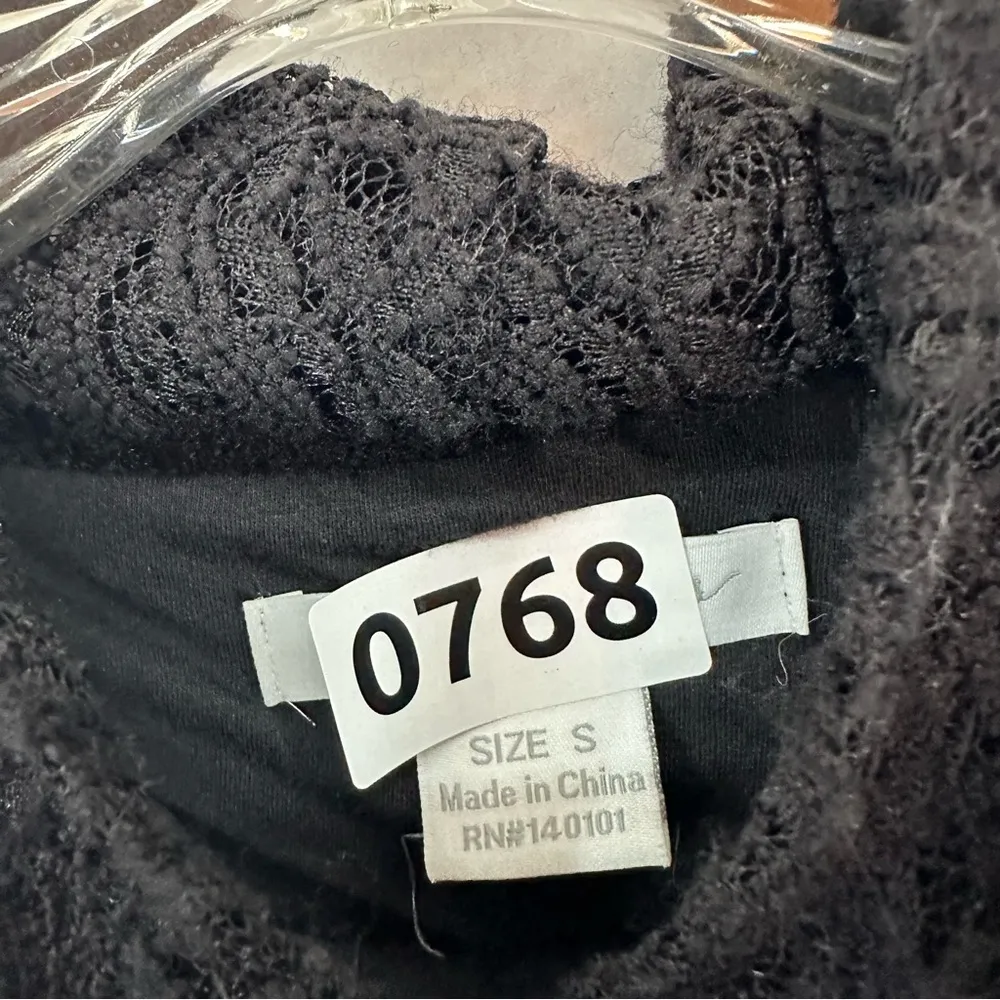 0768
SIZE S
Made in China
RN#140101